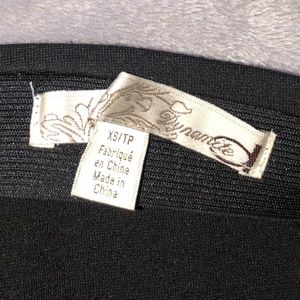 Dynamite
XS/TP
Fabriqué
en Chine
Made in
China